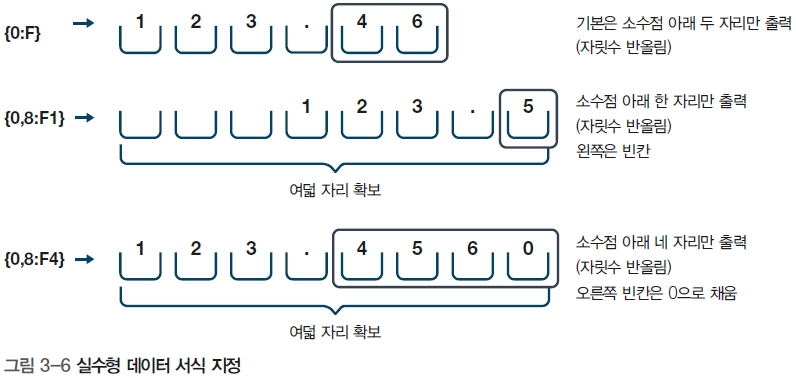 {0:F} 1 2 3 . 4 6 기본은 소수점 아래 두 자리만 출력
(자릿수 반올림)
{0,8:F1} 1 2 3 . 5 소수점 아래 한 자리만 출력
(자릿수 반올림)
왼쪽은 빈칸
여덟 자리 확보
{0,8:F4} 1 2 3 . 4 5 6 0 소수점 아래 네 자리만 출력
(자릿수 반올림)
오른쪽 빈칸은 0으로 채움
여덟 자리 확보
그림 3-6 실수형 데이터 서식 지정